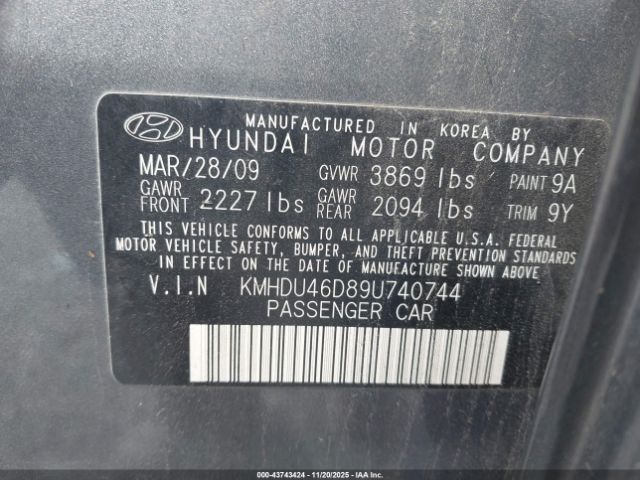 MANUFACTURED IN KOREA BY
HYUNDAI MOTOR COMPANY
MAR/28/09 GVWR 3869 lbs PAINT 9A
GAWR FRONT 2227 lbs GAWR REAR 2094 lbs TRIM 9Y
THIS VEHICLE CONFORMS TO ALL APPLICABLE U.S.A. FEDERAL
MOTOR VEHICLE SAFETY, BUMPER, AND THEFT PREVENTION STANDARDS
IN EFFECT ON THE DATE OF MANUFACTURE SHOWN ABOVE.
V.I.N KMHDU46D89U740744
PASSENGER CAR
000-43743424 - 11/20/2025 - IAAI.COM